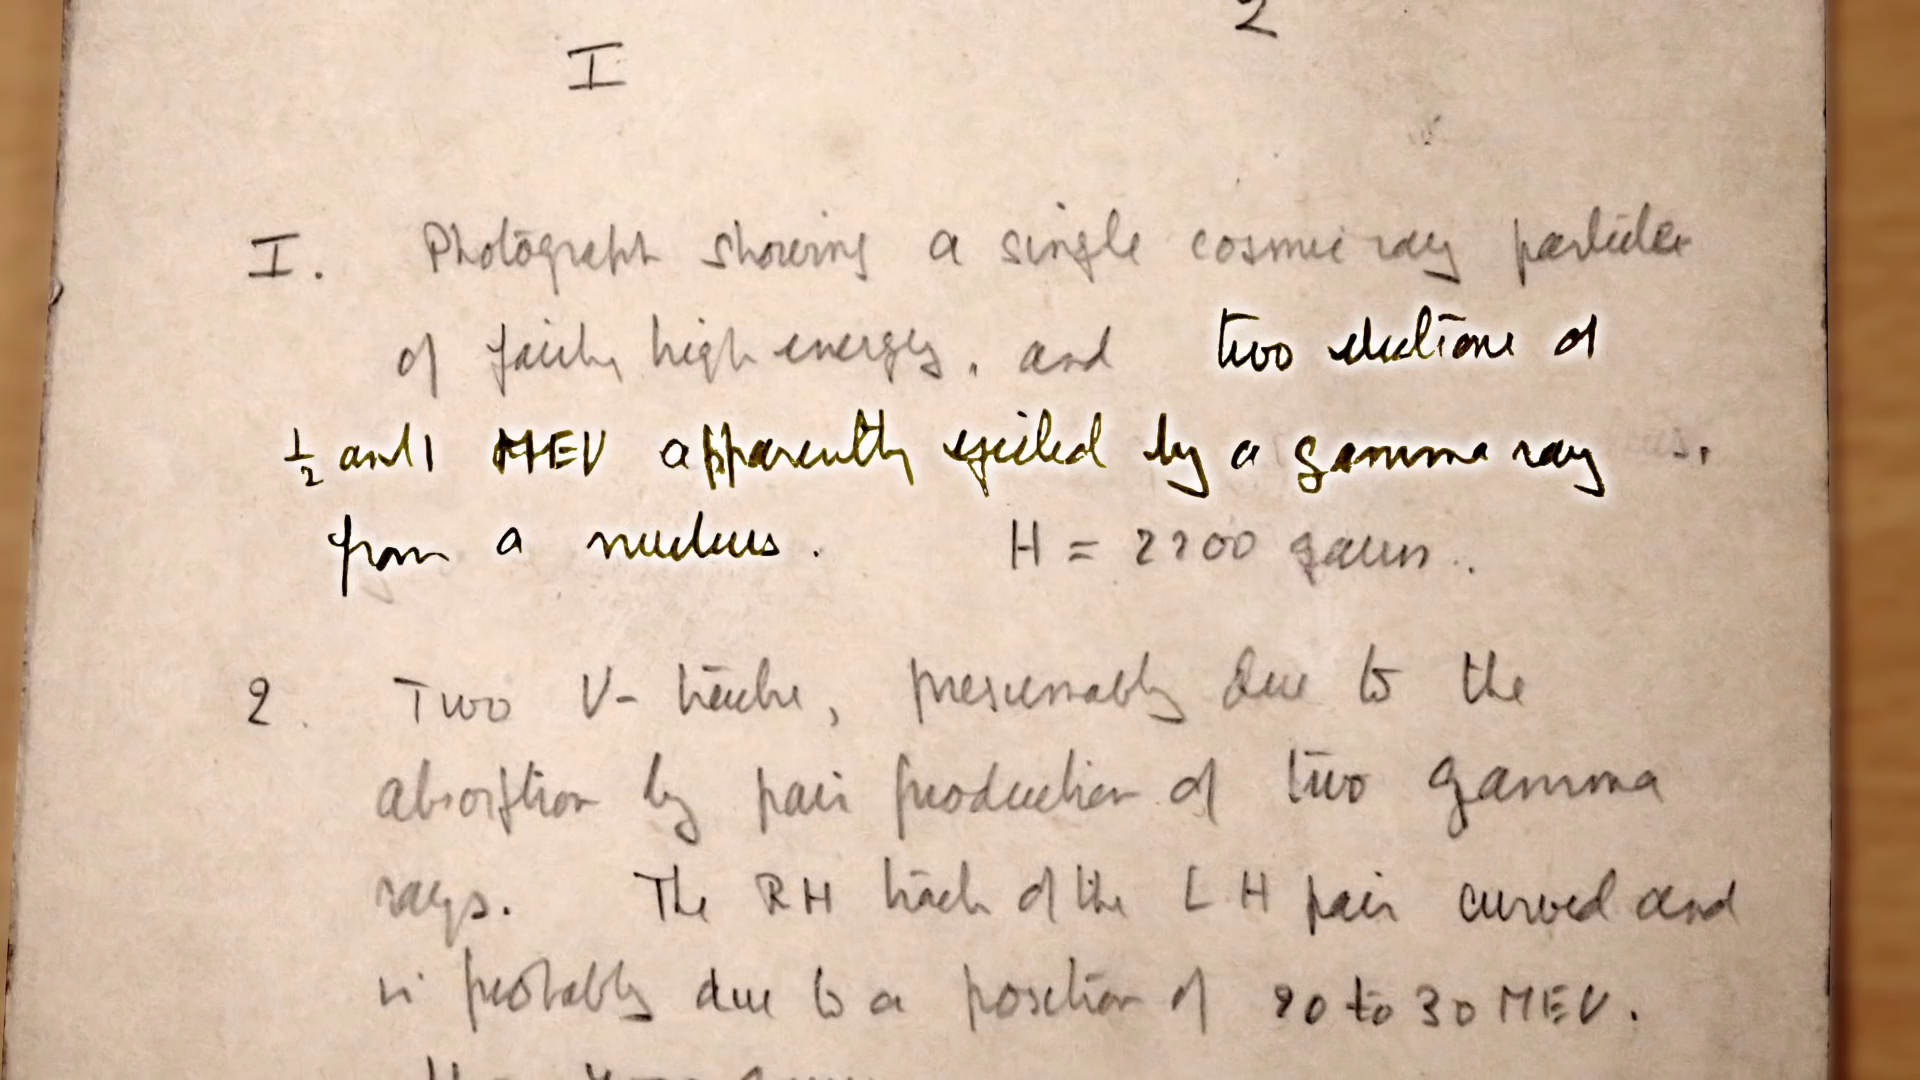 2
I
I. Photograph showing a single cosmic ray particle
of fairly high energy, and two electrons of
½ and 1 MEV apparently ejected by a gamma ray
from a nucleus. H = 2200 gauss.
2. Two V-tracks, presumably due to the
absorption by pair production of two gamma
rays. The RH track of the LH pair curved and
is probably due to a position of 20 to 30 MEV.